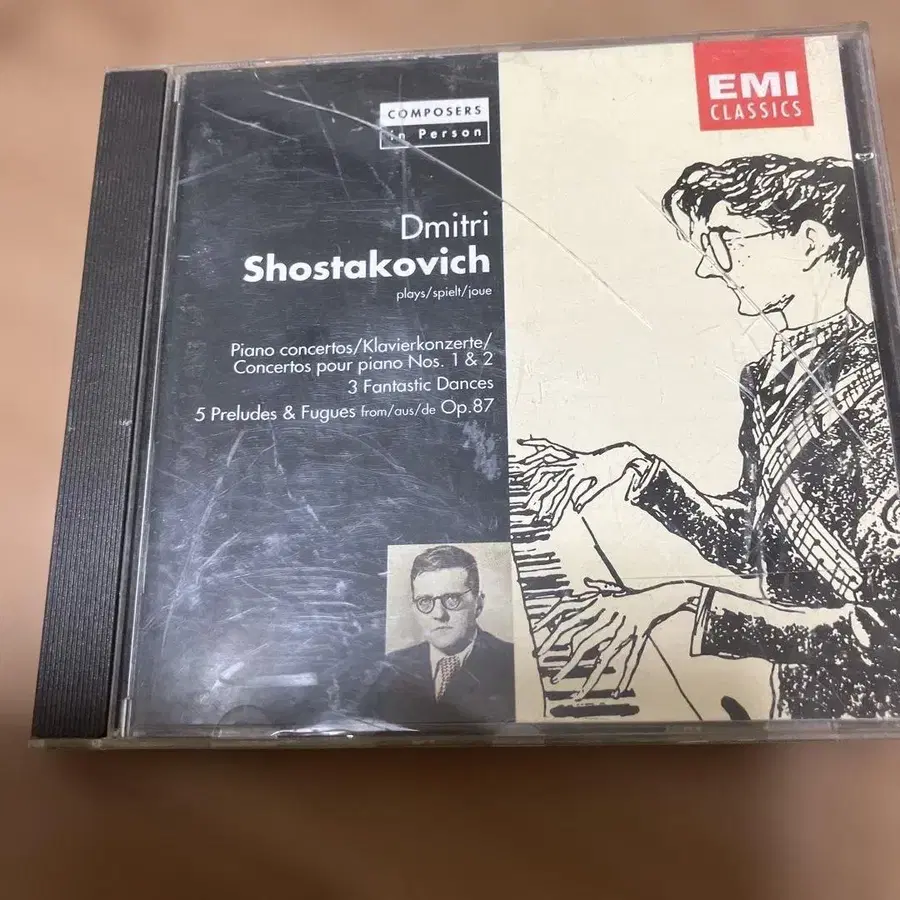 EMI
CLASSICS
COMPOSERS
in Person
Dmitri
Shostakovich
plays/spielt/joue
Piano concertos/Klavierkonzerte/
Concertos pour piano Nos. 1 & 2
3 Fantastic Dances
5 Preludes & Fugues from/aus/de Op.87